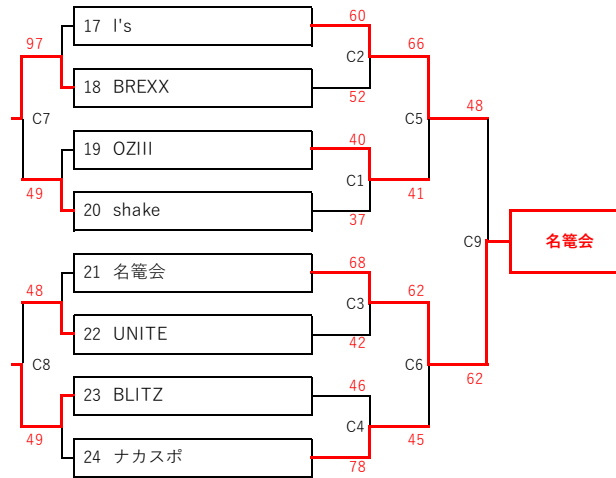 17 I's 60
97 C2 66
18 BREXX 52
C7 C5 48
19 OZIII 40
C1
49 20 shake 37 41
C9 名篭会
21 名篭会 68
48 C3 62
22 UNITE 42
C8 C6 62
23 BLITZ 46
49 C4 45
24 ナカスポ 78